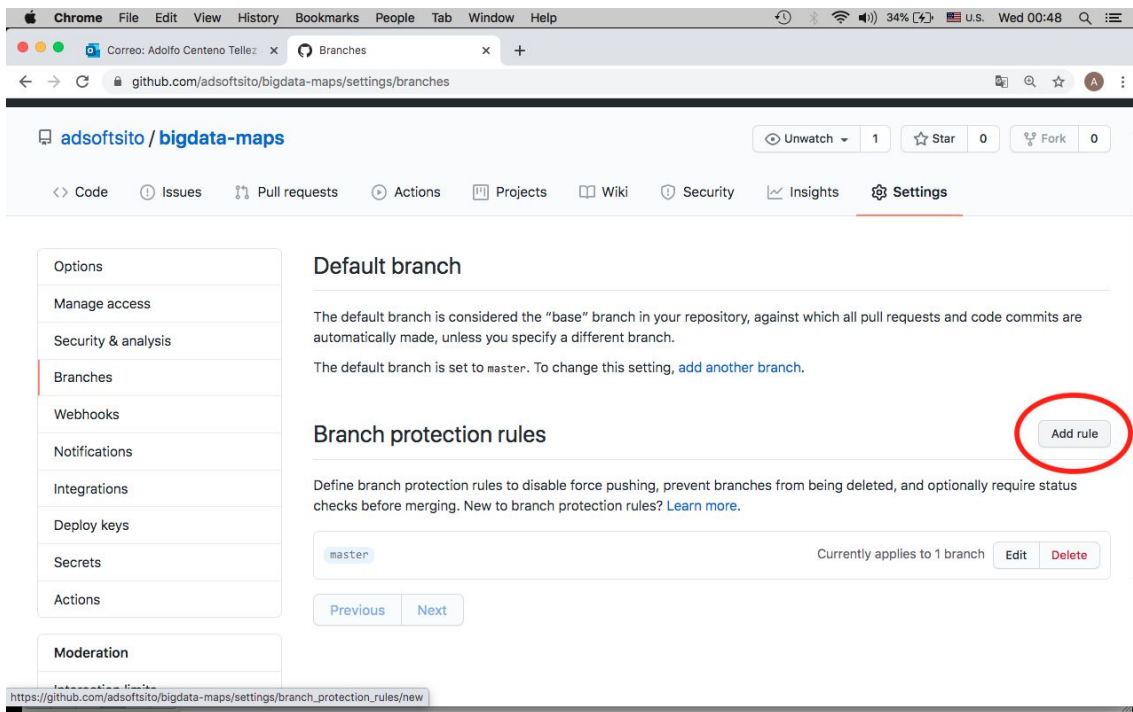 Chrome File Edit View History Bookmarks People Tab Window Help 34% U.S. Wed 00:48
Correo: Adolfo Centeno Tellez Branches
github.com/adsoftsito/bigdata-maps/settings/branches A
adsoftsito / bigdata-maps Unwatch 1 Star 0 Fork 0
Code Issues Pull requests Actions Projects Wiki Security Insights Settings
Options
Manage access
Security & analysis
Branches
Webhooks
Notifications
Integrations
Deploy keys
Secrets
Actions
Moderation
Interaction limits
Default branch
The default branch is considered the “base” branch in your repository, against which all pull requests and code commits are
automatically made, unless you specify a different branch.
The default branch is set to master. To change this setting, add another branch.
Branch protection rules Add rule
Define branch protection rules to disable force pushing, prevent branches from being deleted, and optionally require status
checks before merging. New to branch protection rules? Learn more.
master Currently applies to 1 branch Edit Delete
Previous Next
https://github.com/adsoftsito/bigdata-maps/settings/branch_protection_rules/new